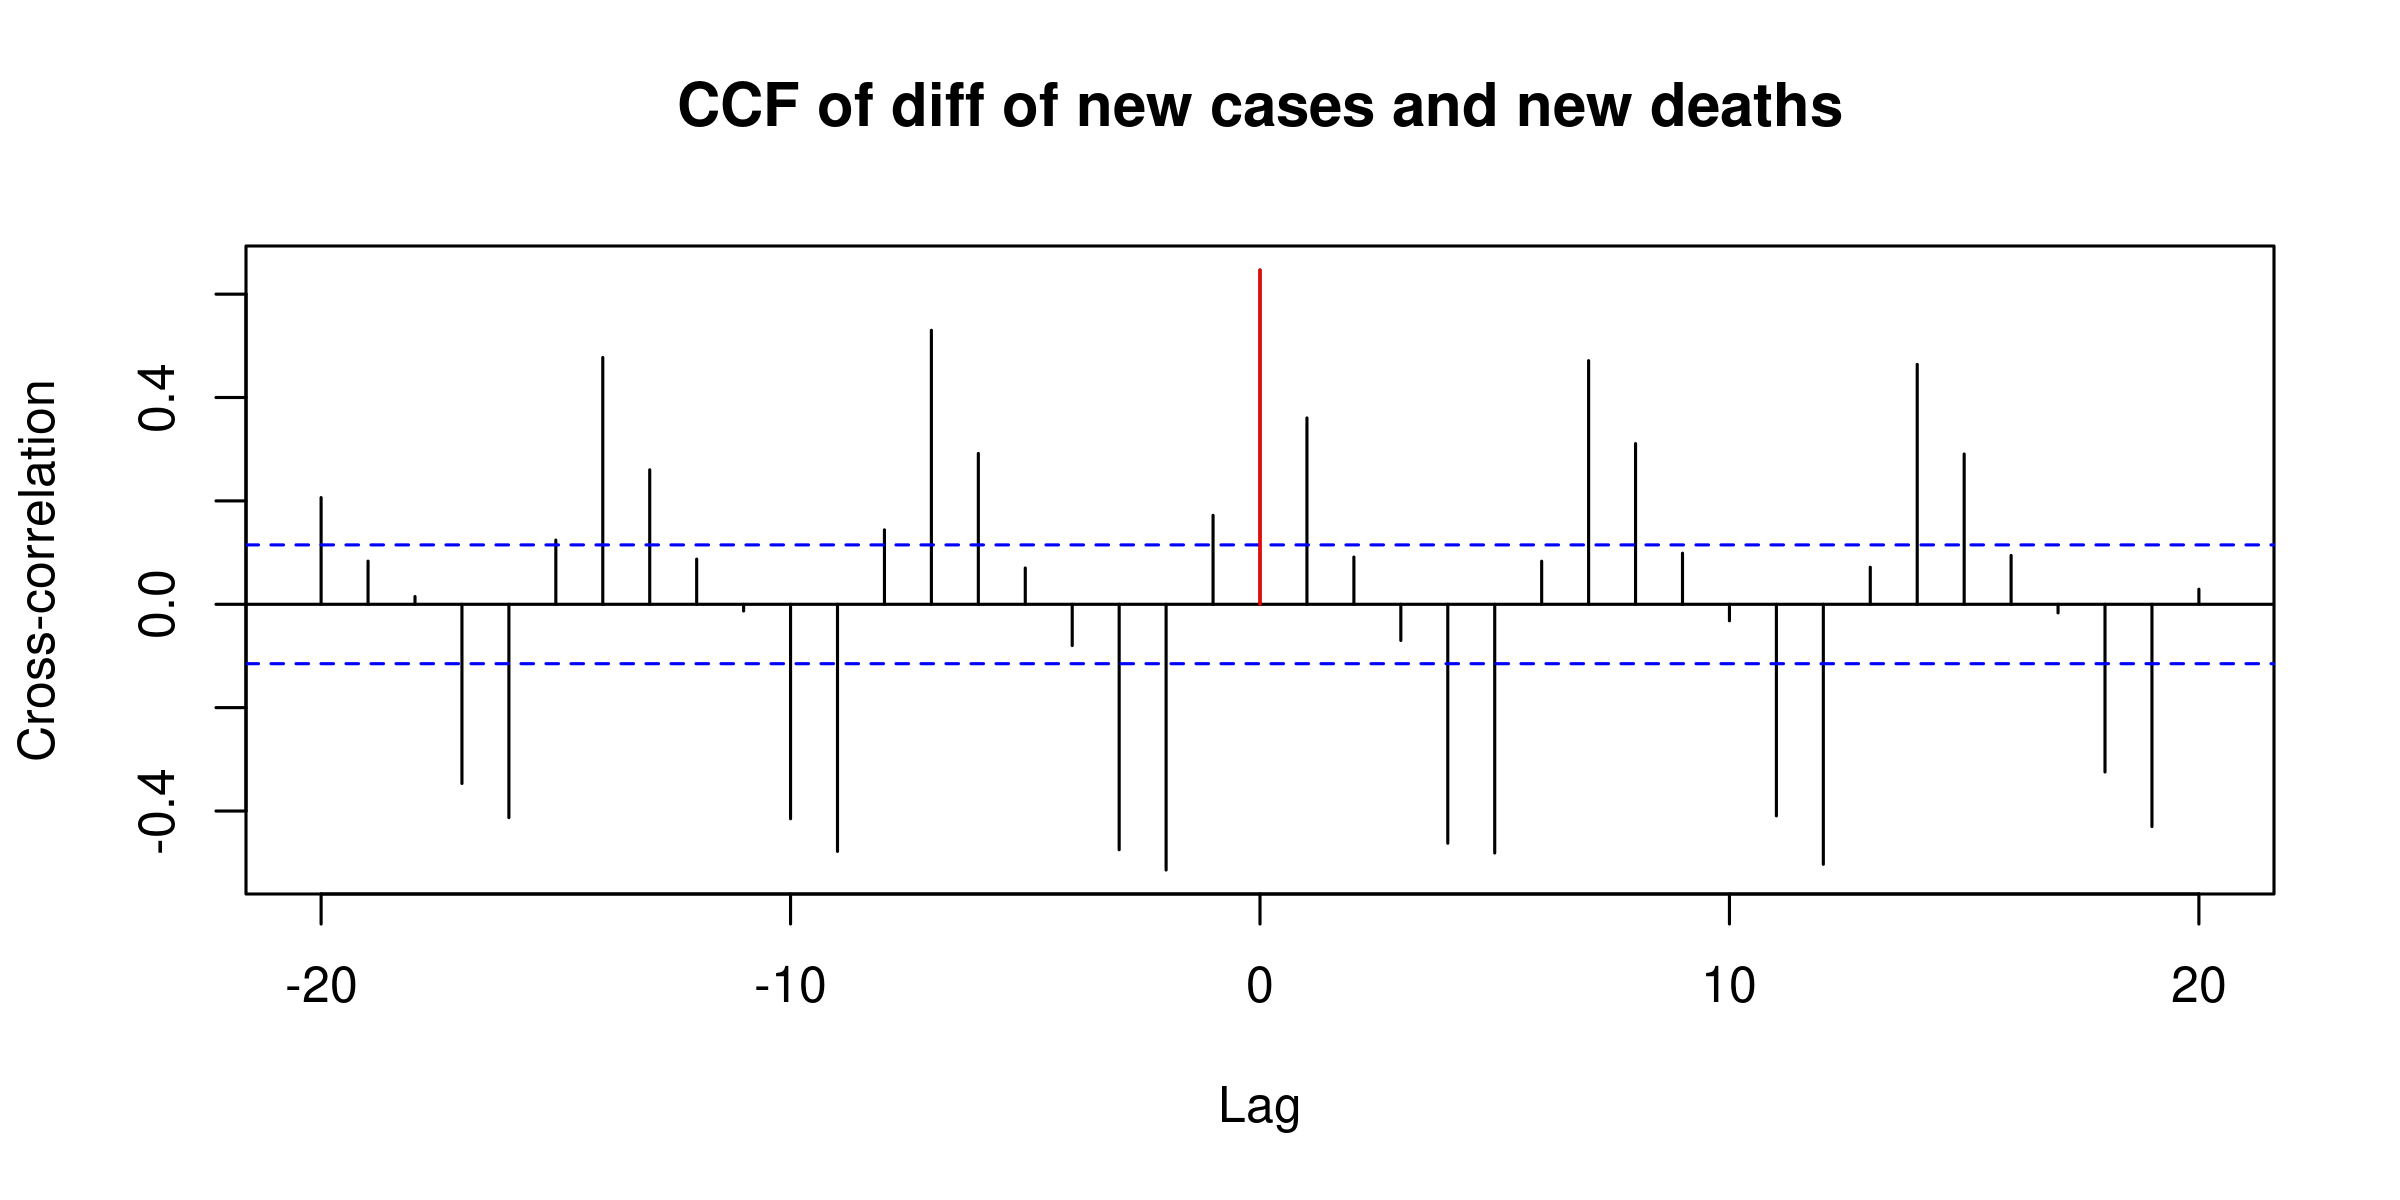 CCF of diff of new cases and new deaths
Cross-correlation
0.4
0.0
-0.4
-20 -10 0 10 20
Lag